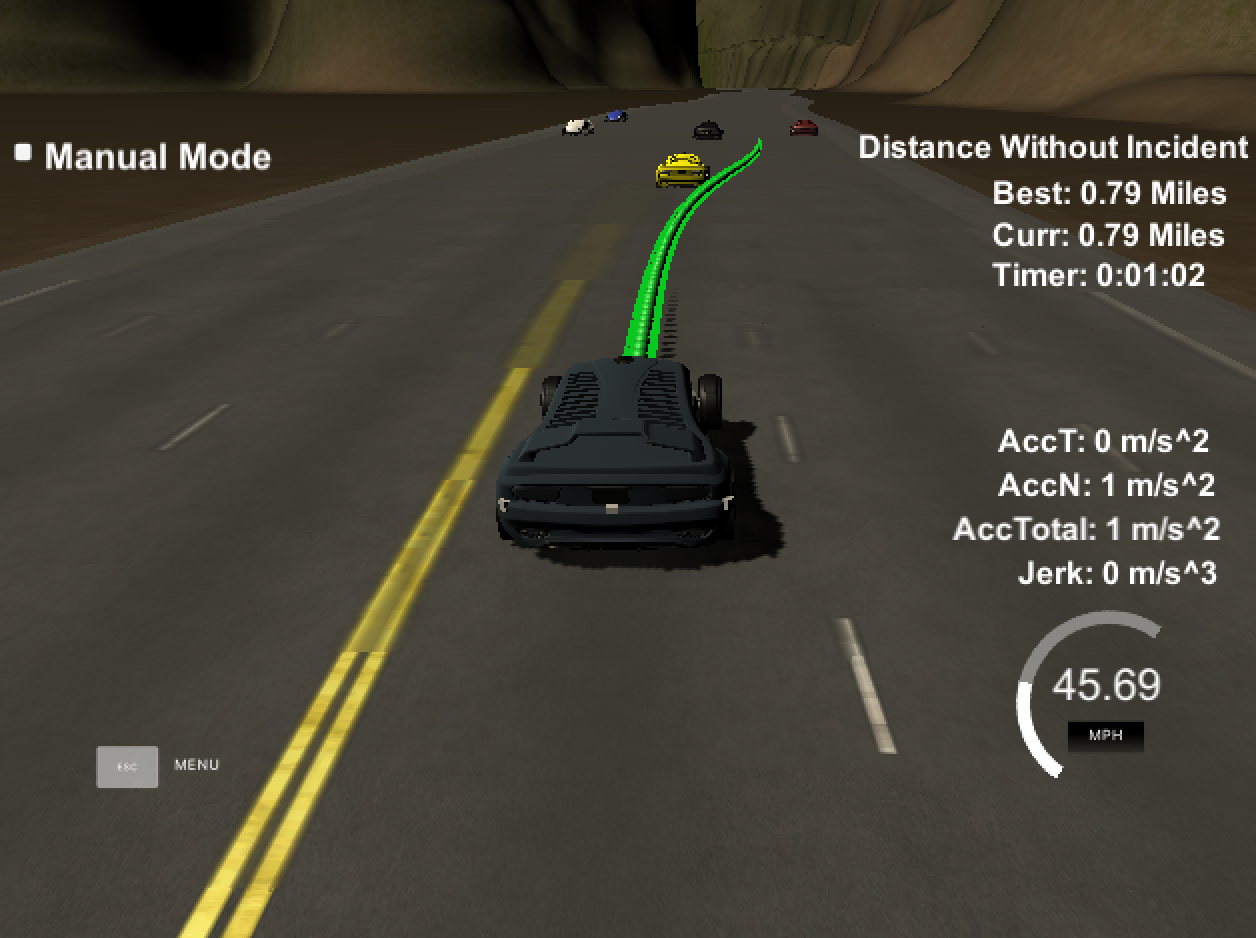 Manual Mode
Distance Without Incident
Best: 0.79 Miles
Curr: 0.79 Miles
Timer: 0:01:02
AccT: 0 m/s^2
AccN: 1 m/s^2
AccTotal: 1 m/s^2
Jerk: 0 m/s^3
45.69
MPH
ESC MENU